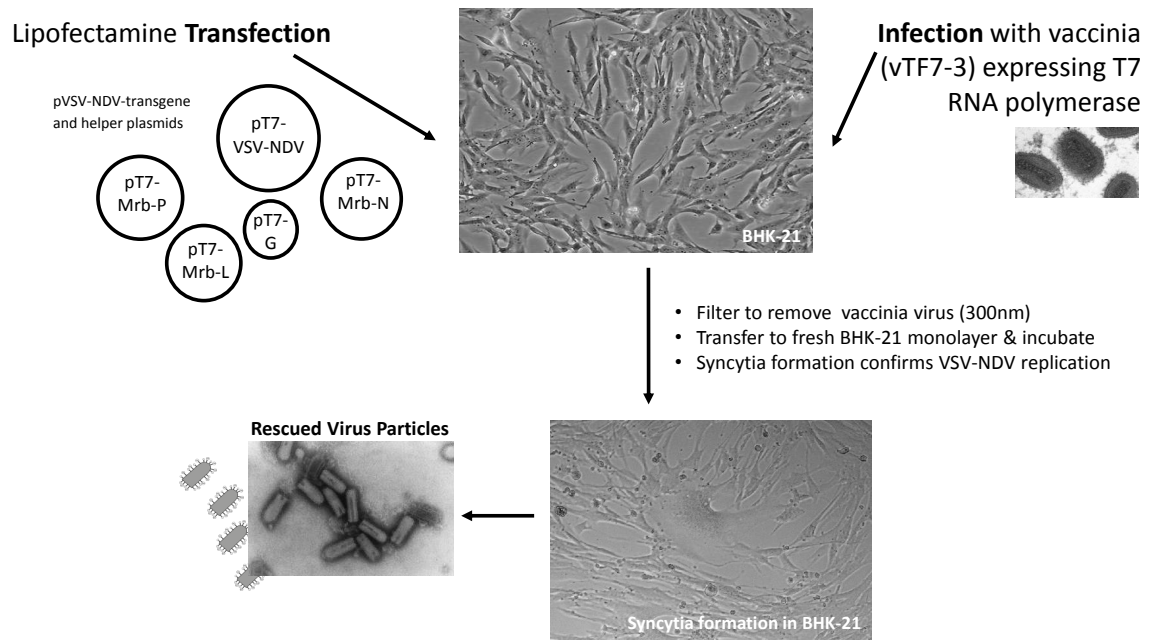 Lipofectamine Transfection
pVSV-NDV-transgene
and helper plasmids
pT7-
VSV-NDV
pT7-
Mrb-P
pT7-
Mrb-N
pT7-
G
pT7-
Mrb-L
BHK-21
Infection with vaccinia
(vTF7-3) expressing T7
RNA polymerase
• Filter to remove  vaccinia virus (300nm)
• Transfer to fresh BHK-21 monolayer & incubate
• Syncytia formation confirms VSV-NDV replication
Rescued Virus Particles
Syncytia formation in BHK-21